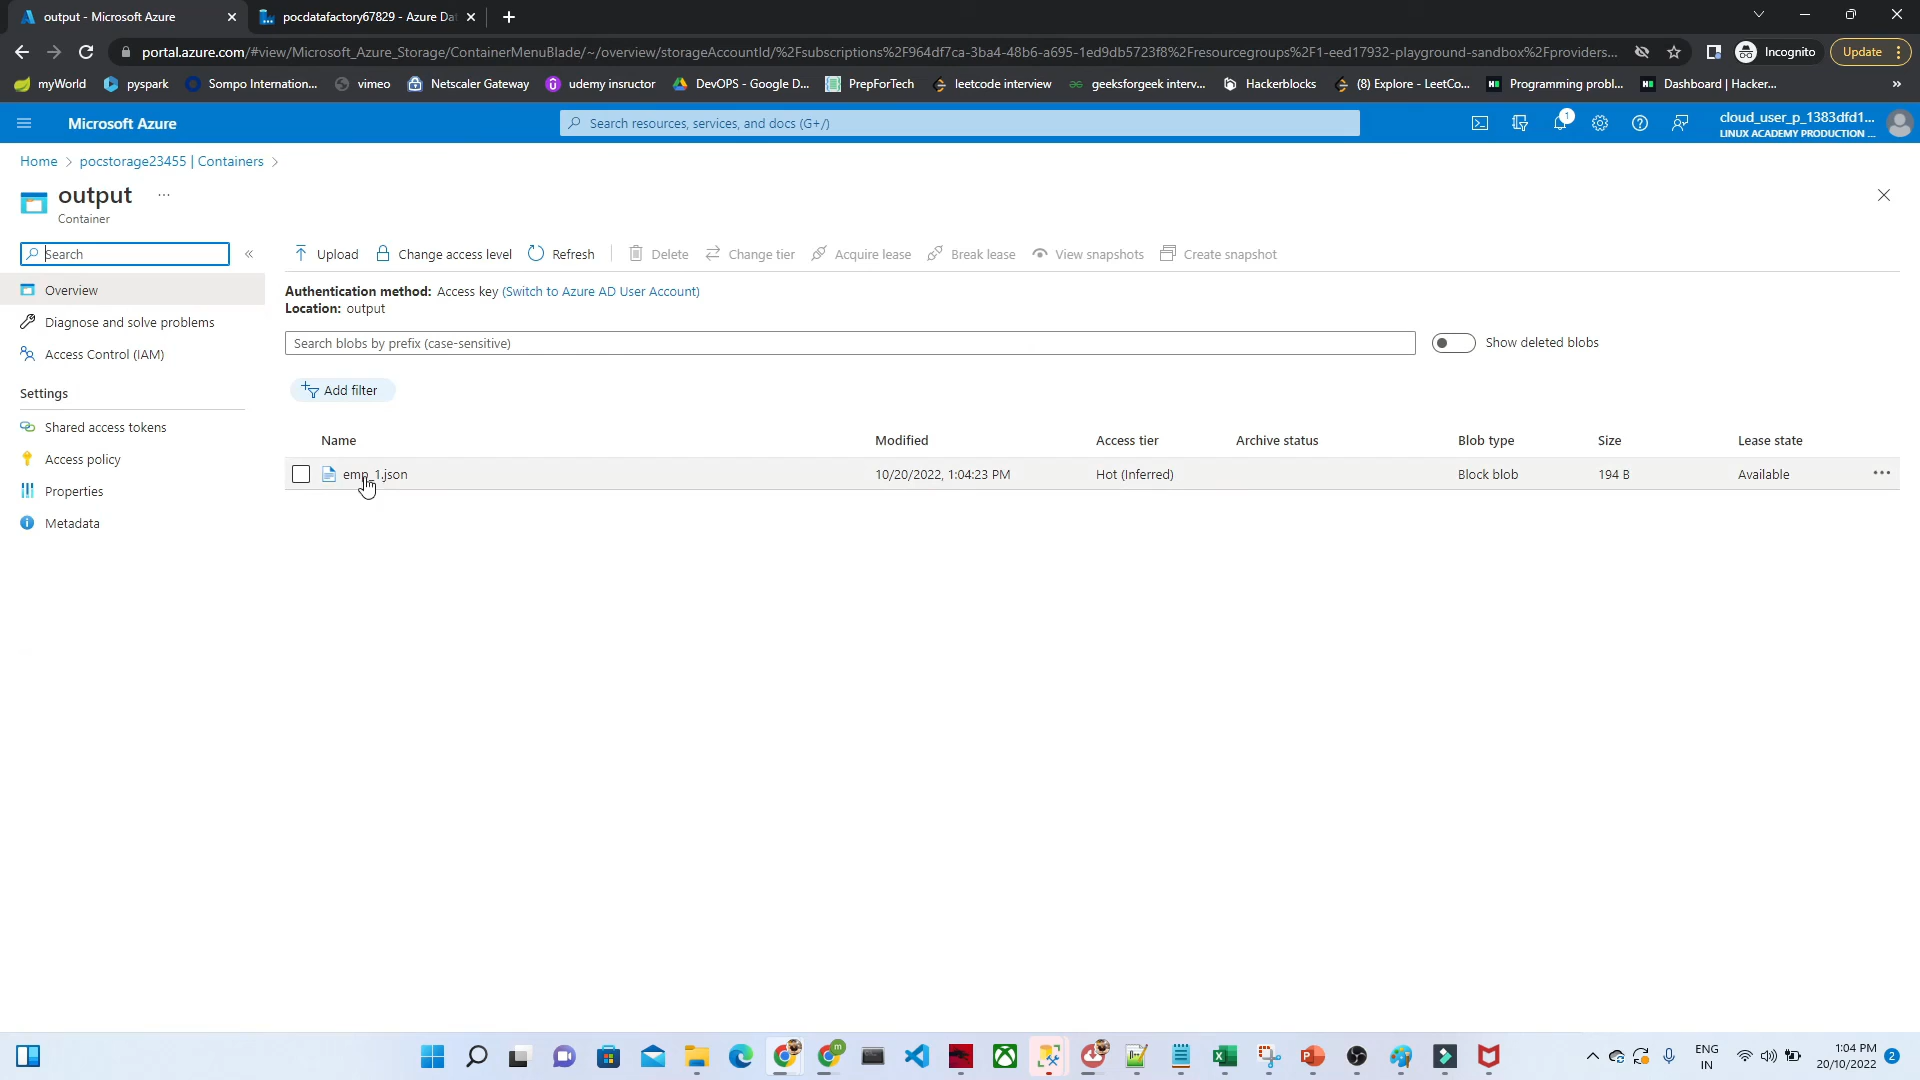 output - Microsoft Azure
pocdatafactory67829 - Azure Dat
portal.azure.com/#view/Microsoft_Azure_Storage/ContainerMenuBlade/~/overview/storageAccountId/%2Fsubscriptions%2F964df7ca-3ba4-48b6-a695-1ed9db5723f8%2Fresourcegroups%2F1-eed17932-playground-sandbox%2Fproviders...
Incognito
Update
myWorld
pyspark
Sompo Internation...
vimeo
Netscaler Gateway
udemy insructor
DevOPS - Google D...
PrepForTech
leetcode interview
geeksforgeek interv...
Hackerblocks
(8) Explore - LeetCo...
Programming probl...
Dashboard | Hacker...
»
Microsoft Azure
Search resources, services, and docs (G+/)
1
cloud_user_p_1383dfd1...
LINUX ACADEMY PRODUCTION ...
Home > pocstorage23455 | Containers >
output ...
Container
Search
«
Upload
Change access level
Refresh
Delete
Change tier
Acquire lease
Break lease
View snapshots
Create snapshot
Overview
Diagnose and solve problems
Access Control (IAM)
Settings
Shared access tokens
Access policy
Properties
Metadata
Authentication method: Access key (Switch to Azure AD User Account)
Location: output
Search blobs by prefix (case-sensitive)
Show deleted blobs
Add filter
Name Modified Access tier Archive status Blob type Size Lease state
emp_1.json 10/20/2022, 1:04:23 PM Hot (Inferred) Block blob 194 B Available ...
ENG
IN
1:04 PM
20/10/2022
2